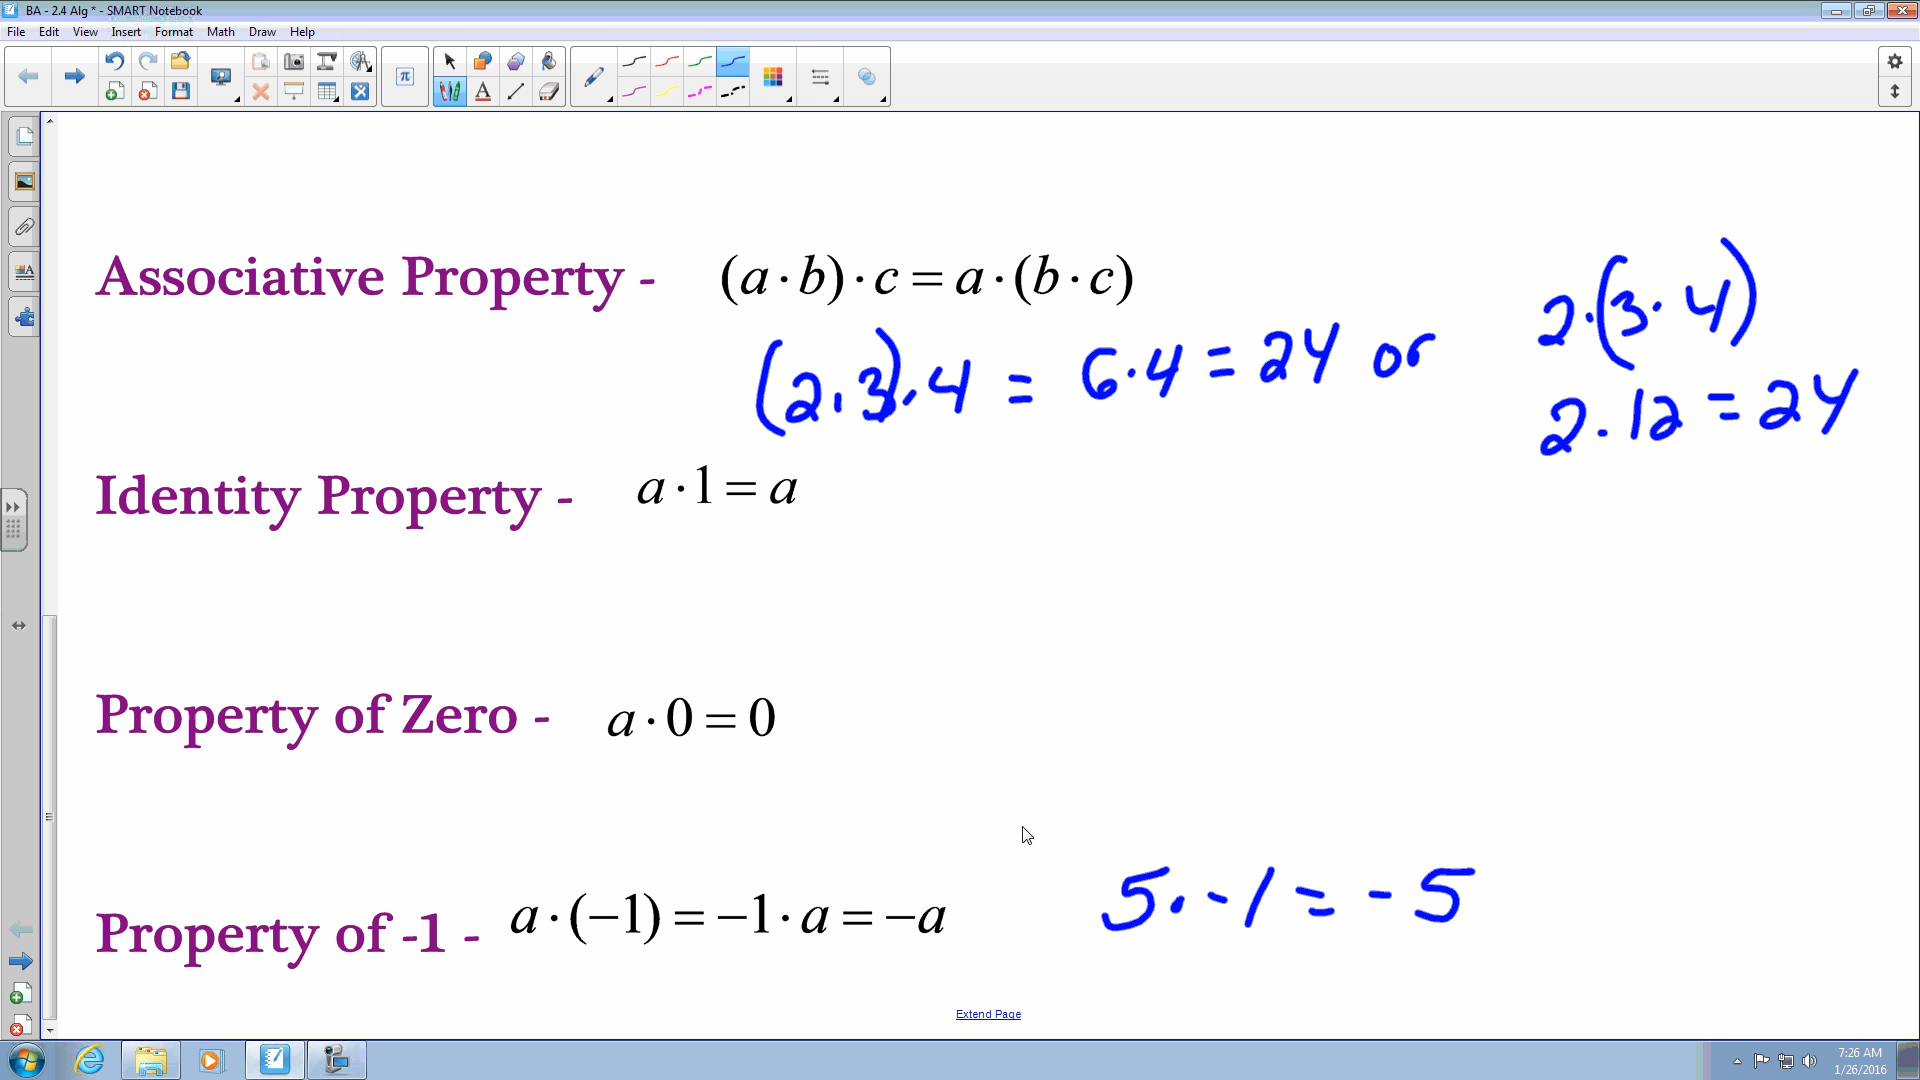 BA - 2.4 Alg * - SMART Notebook
File Edit View Insert Format Math Draw Help
Associative Property - (a · b) · c = a · (b · c)
2 · (3 · 4)
(2 · 3) · 4 = 6 · 4 = 24 or
2 · 12 = 24
Identity Property - a · 1 = a
Property of Zero - a · 0 = 0
Property of -1 - a · (−1) = −1 · a = −a
5 · -1 = - 5
Extend Page
7:26 AM
1/26/2016